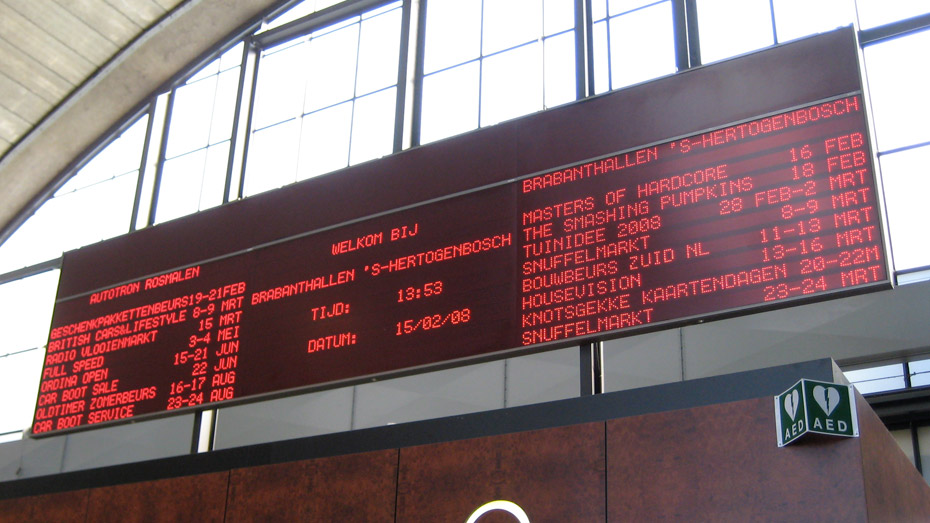 AUTOTRON ROSMALEN
GESCHENKPAKKETTENBEURS19-21FEB
BRITISH CARS&LIFESTYLE 8-9 MRT
RADIO VLOOIENMARKT 15 MRT
FULL SPEED 3-4 MEI
ORDINA OPEN 15-21 JUN
CAR BOOT SALE 22 JUN
OLDTIMER ZOMERBEURS 16-17 AUG
CAR BOOT SERVICE 23-24 AUG
WELKOM BIJ
BRABANTHALLEN 'S-HERTOGENBOSCH
TIJD: 13:53
DATUM: 15/02/08
BRABANTHALLEN 'S-HERTOGENBOSCH
MASTERS OF HARDCORE 16 FEB
THE SMASHING PUMPKINS 18 FEB
TUINIDEE 2008 28 FEB-2 MRT
SNUFFELMARKT 8-9 MRT
BOUWBEURS ZUID NL 11-13 MRT
HOUSEVISION 13-16 MRT
KNOTSGEKKE KAARTENDAGEN 20-22M
SNUFFELMARKT 23-24 MRT
AED AED